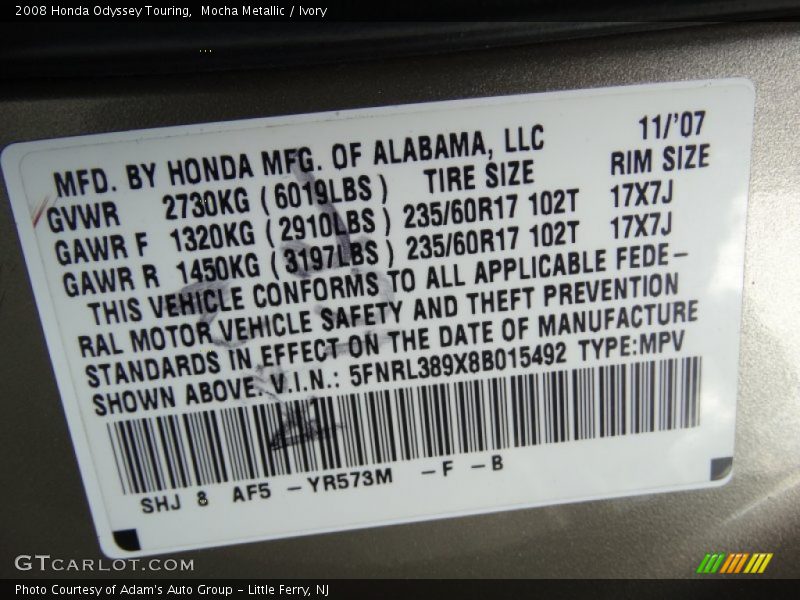 2008 Honda Odyssey Touring,  Mocha Metallic / Ivory
MFD. BY HONDA MFG. OF ALABAMA, LLC 11/'07
GVWR 2730KG ( 6019LBS ) TIRE SIZE RIM SIZE
GAWR F 1320KG ( 2910LBS ) 235/60R17 102T 17X7J
GAWR R 1450KG ( 3197LBS ) 235/60R17 102T 17X7J
THIS VEHICLE CONFORMS TO ALL APPLICABLE FEDE-
RAL MOTOR VEHICLE SAFETY AND THEFT PREVENTION
STANDARDS IN EFFECT ON THE DATE OF MANUFACTURE
SHOWN ABOVE. V.I.N.: 5FNRL389X8B015492 TYPE:MPV
SHJ 8 AF5 -YR573M -F -B
GTCARLOT.COM
Photo Courtesy of Adam's Auto Group - Little Ferry, NJ